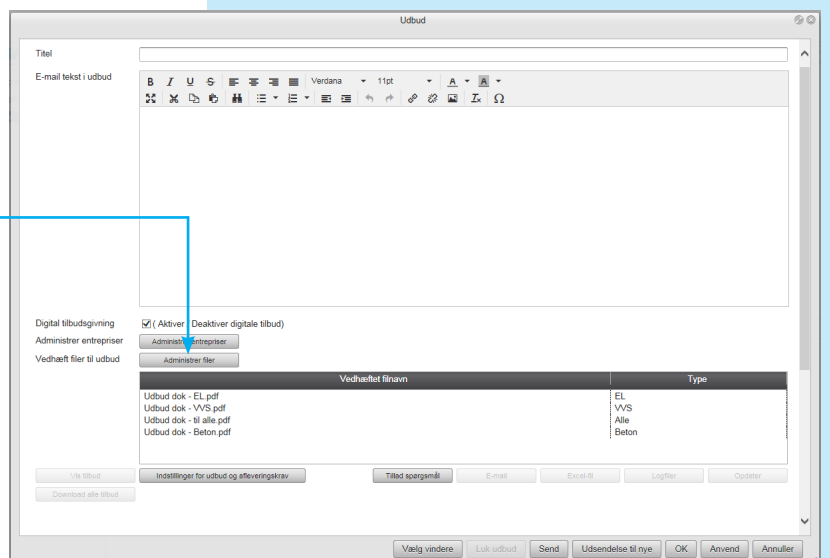 Udbud
Titel
E-mail tekst i udbud
B I U S Verdana 11pt A A
Ix Ω
Digital tilbudsgivning ( Aktiver / Deaktiver digitale tilbud)
Administrer entrepriser Administrer entrepriser
Vedhæft filer til udbud Administrer filer
Vedhæftet filnavn Type
Udbud dok - EL.pdf EL
Udbud dok - VVS.pdf VVS
Udbud dok - til alle.pdf Alle
Udbud dok - Beton.pdf Beton
Vis tilbud Indstillinger for udbud og afleveringskrav Tillad spørgsmål E-mail Excel-fil Logfiler Opdater
Download alle tilbud
Vælg vindere Luk udbud Send Udsendelse til nye OK Anvend Annuller